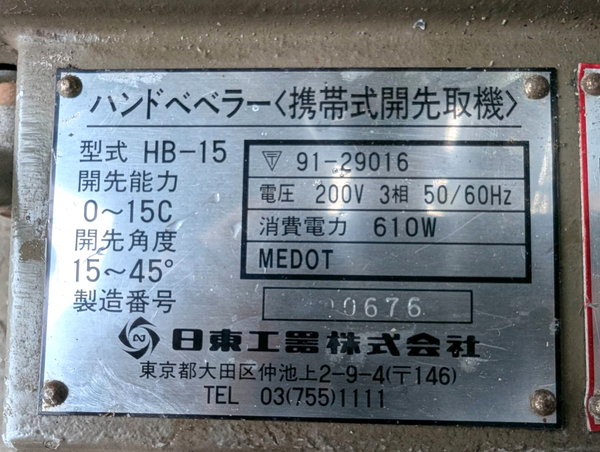 ハンドベベラー〈携帯式開先取機〉
型式 HB-15
開先能力
0～15C
開先角度
15～45°
製造番号
〒 91-29016
電圧 200V 3相 50/60Hz
消費電力 610W
MEDOT
00676
日東工器株式会社
東京都大田区仲池上2-9-4(〒146)
TEL 03(755)1111